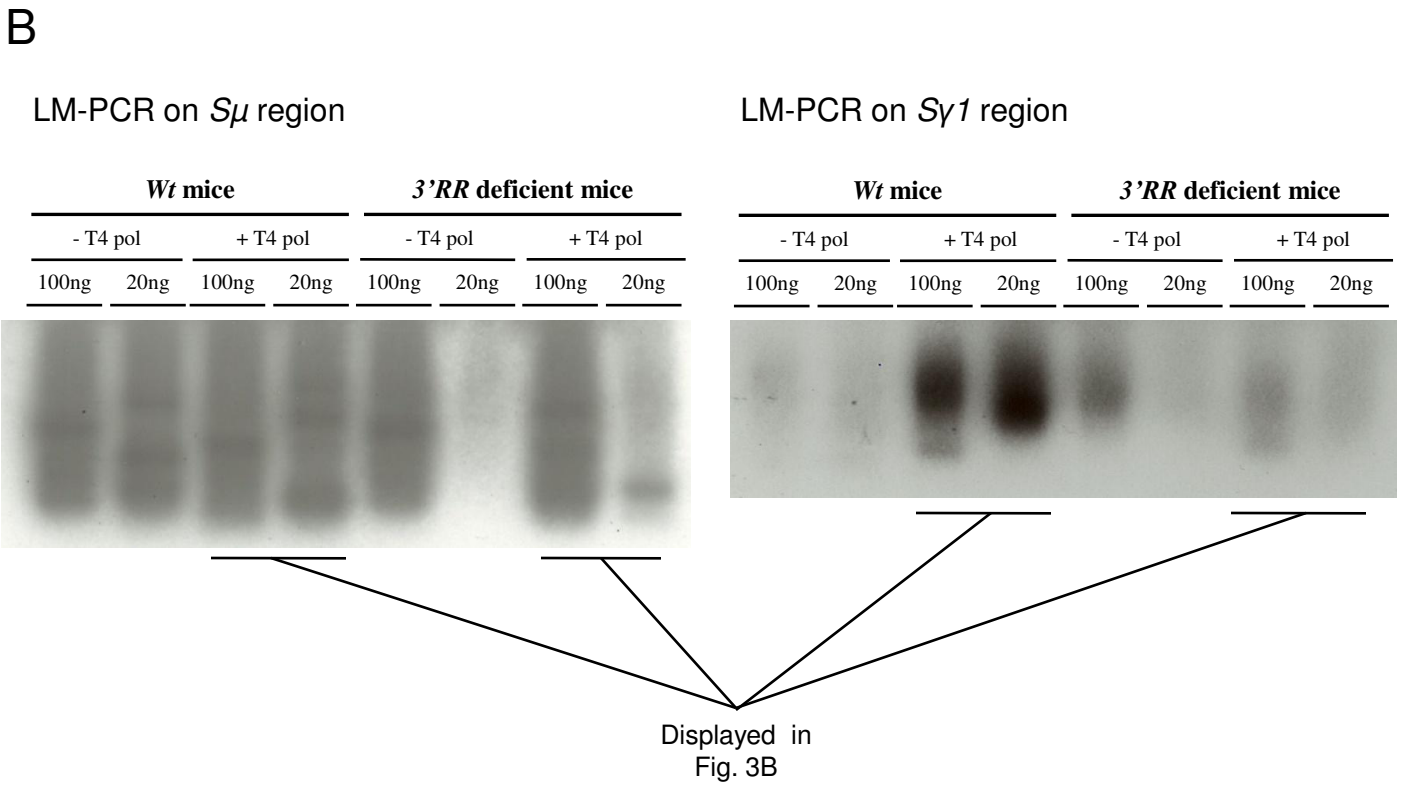 B
LM-PCR on Sμ region
Wt mice 3’RR deficient mice
- T4 pol + T4 pol - T4 pol + T4 pol
100ng 20ng 100ng 20ng 100ng 20ng 100ng 20ng
LM-PCR on Sγ1 region
Wt mice 3’RR deficient mice
- T4 pol + T4 pol - T4 pol + T4 pol
100ng 20ng 100ng 20ng 100ng 20ng 100ng 20ng
Displayed in
Fig. 3B